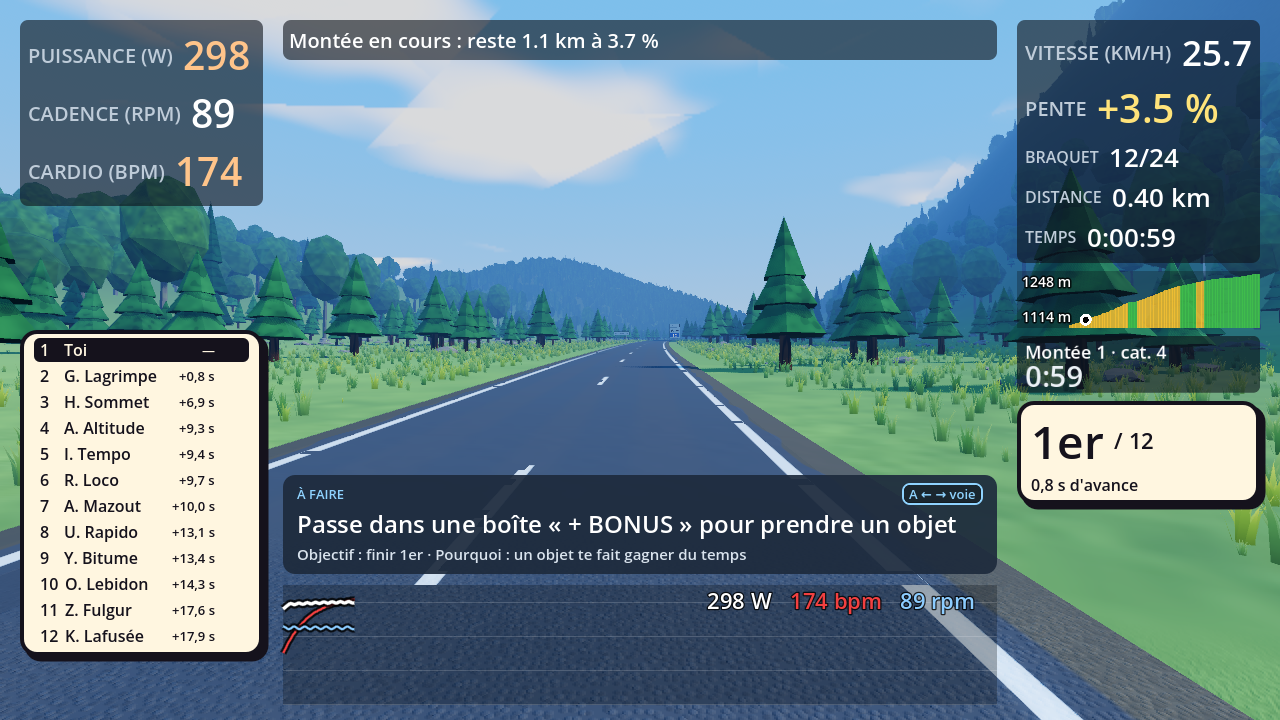 PUISSANCE (W) 298
CADENCE (RPM) 89
CARDIO (BPM) 174
Montée en cours : reste 1.1 km à 3.7 %
VITESSE (KM/H) 25.7
PENTE +3.5 %
BRAQUET 12/24
DISTANCE 0.40 km
TEMPS 0:00:59
1248 m
1114 m
Montée 1 · cat. 4
0:59
1er / 12
0,8 s d'avance
1 Toi —
2 G. Lagrimpe +0,8 s
3 H. Sommet +6,9 s
4 A. Altitude +9,3 s
5 I. Tempo +9,4 s
6 R. Loco +9,7 s
7 A. Mazout +10,0 s
8 U. Rapido +13,1 s
9 Y. Bitume +13,4 s
10 O. Lebidon +14,3 s
11 Z. Fulgur +17,6 s
12 K. Lafusée +17,9 s
À FAIRE
A ← → voie
Passe dans une boîte « + BONUS » pour prendre un objet
Objectif : finir 1er · Pourquoi : un objet te fait gagner du temps
298 W 174 bpm 89 rpm